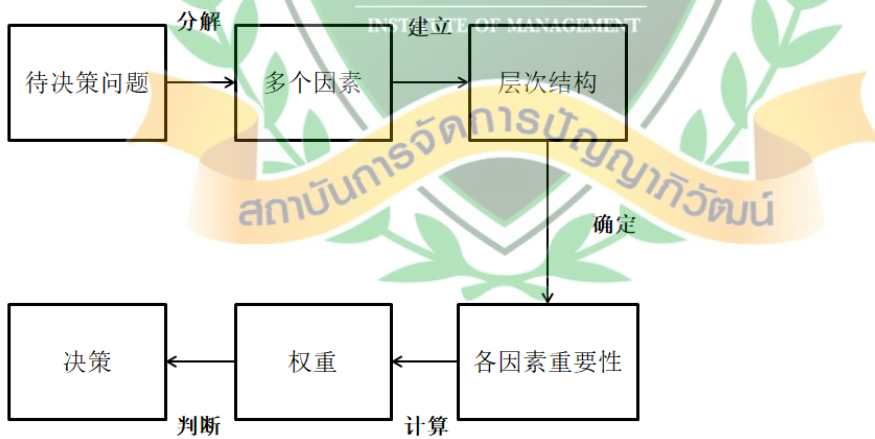 INSTITUTE OF MANAGEMENT
分解
建立
待决策问题
多个因素
层次结构
สถาบันการจัดการปัญญาภิวัฒน์
确定
决策
权重
各因素重要性
判断
计算